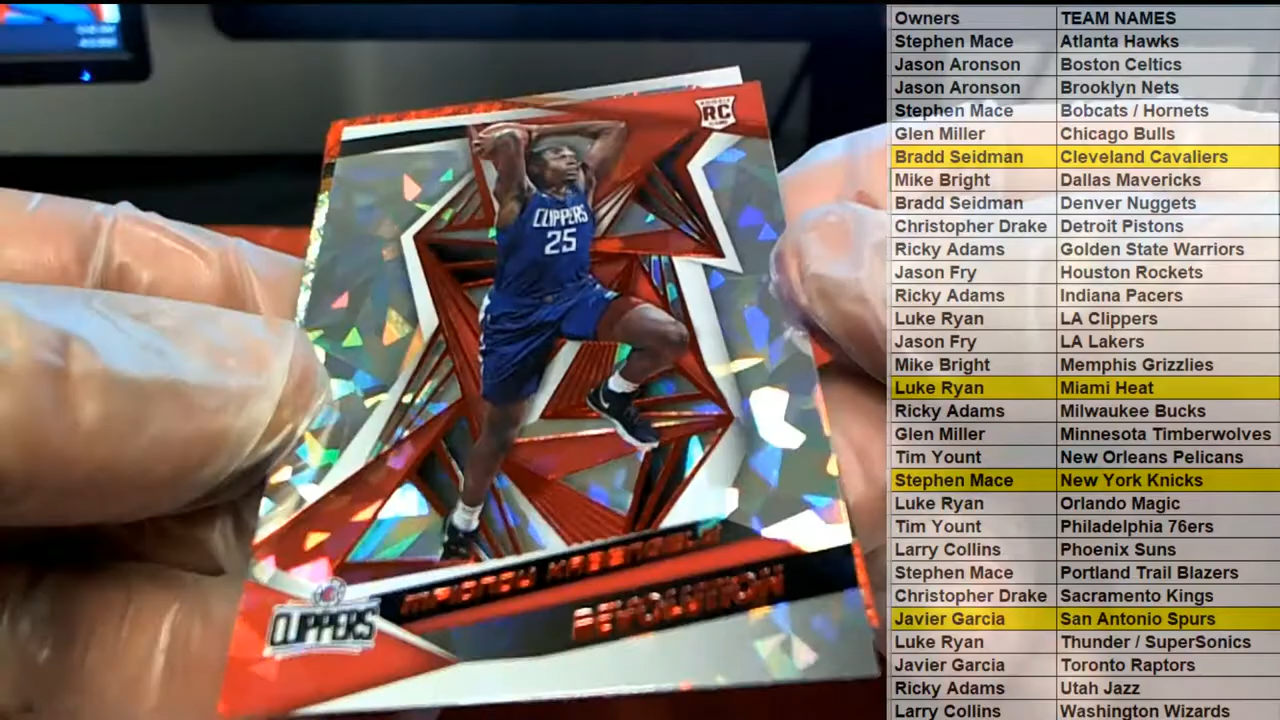 RC
CLIPPERS
25
MFIONDU KABENGELE
REVOLUTION
CLIPPERS
Owners TEAM NAMES
Stephen Mace Atlanta Hawks
Jason Aronson Boston Celtics
Jason Aronson Brooklyn Nets
Stephen Mace Bobcats / Hornets
Glen Miller Chicago Bulls
Bradd Seidman Cleveland Cavaliers
Mike Bright Dallas Mavericks
Bradd Seidman Denver Nuggets
Christopher Drake Detroit Pistons
Ricky Adams Golden State Warriors
Jason Fry Houston Rockets
Ricky Adams Indiana Pacers
Luke Ryan LA Clippers
Jason Fry LA Lakers
Mike Bright Memphis Grizzlies
Luke Ryan Miami Heat
Ricky Adams Milwaukee Bucks
Glen Miller Minnesota Timberwolves
Tim Yount New Orleans Pelicans
Stephen Mace New York Knicks
Luke Ryan Orlando Magic
Tim Yount Philadelphia 76ers
Larry Collins Phoenix Suns
Stephen Mace Portland Trail Blazers
Christopher Drake Sacramento Kings
Javier Garcia San Antonio Spurs
Luke Ryan Thunder / SuperSonics
Javier Garcia Toronto Raptors
Ricky Adams Utah Jazz
Larry Collins Washington Wizards